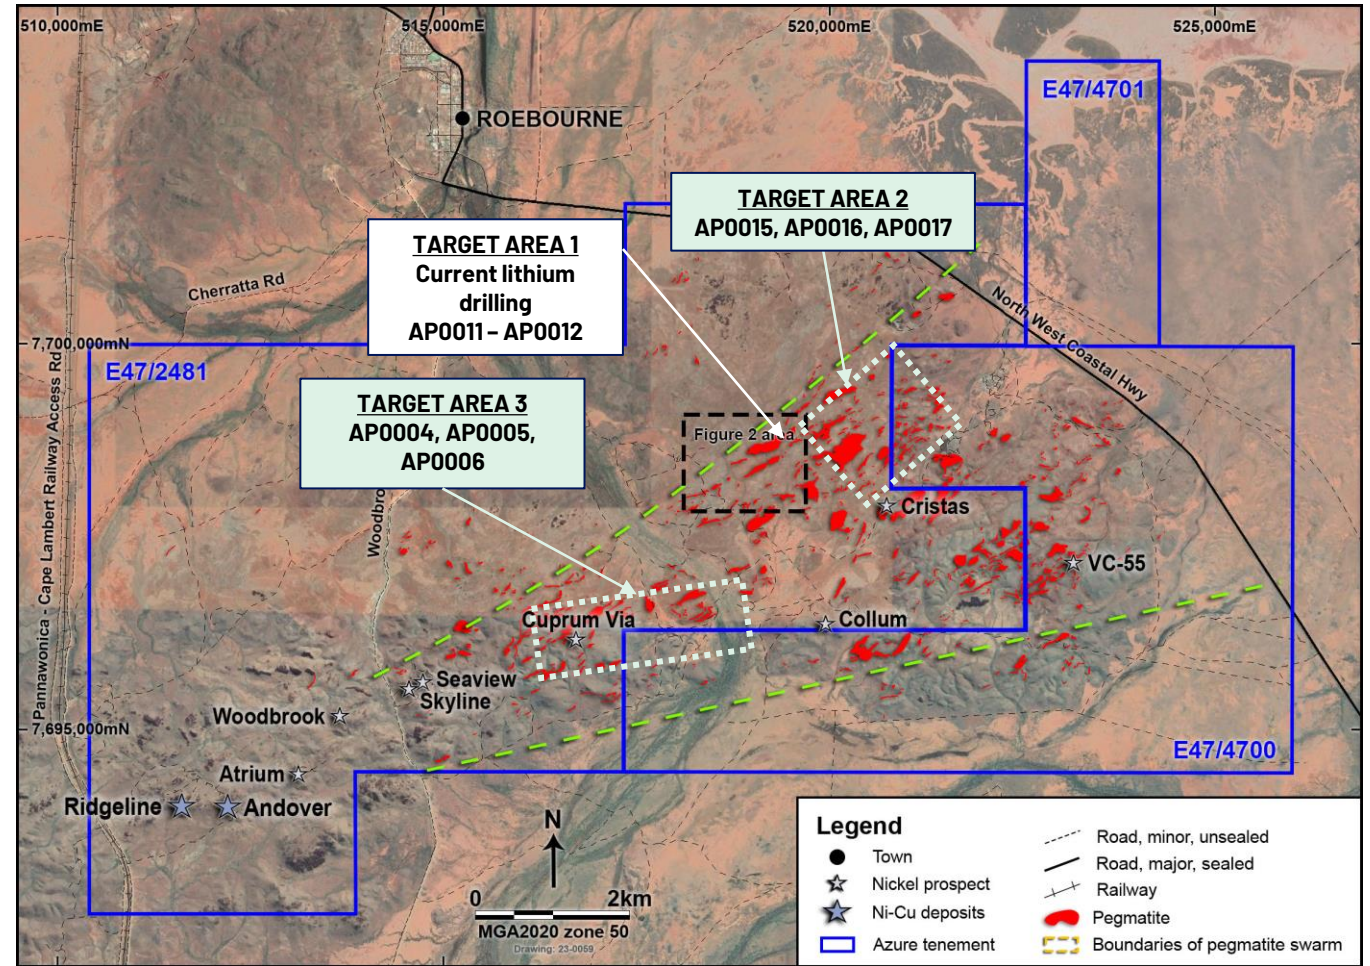 510,000mE
515,000mE
520,000mE
525,000mE
E47/4701
ROEBOURNE
TARGET AREA 2
AP0015, AP0016, AP0017
TARGET AREA 1
Current lithium
drilling
AP0011 – AP0012
Cherratta Rd
North West Coastal Hwy
7,700,000mN
E47/2481
TARGET AREA 3
AP0004, AP0005,
AP0006
Figure 2 area
Pannawonica - Cape Lambert Railway Access Rd
Woodbro
Cristas
VC-55
Cuprum Via
Collum
Seaview
Skyline
Woodbrook
7,695,000mN
E47/4700
Atrium
Ridgeline
Andover
N
0
2km
MGA2020 zone 50
Drawing: 23-0059
Legend
Town
Nickel prospect
Ni-Cu deposits
Azure tenement
Road, minor, unsealed
Road, major, sealed
Railway
Pegmatite
Boundaries of pegmatite swarm